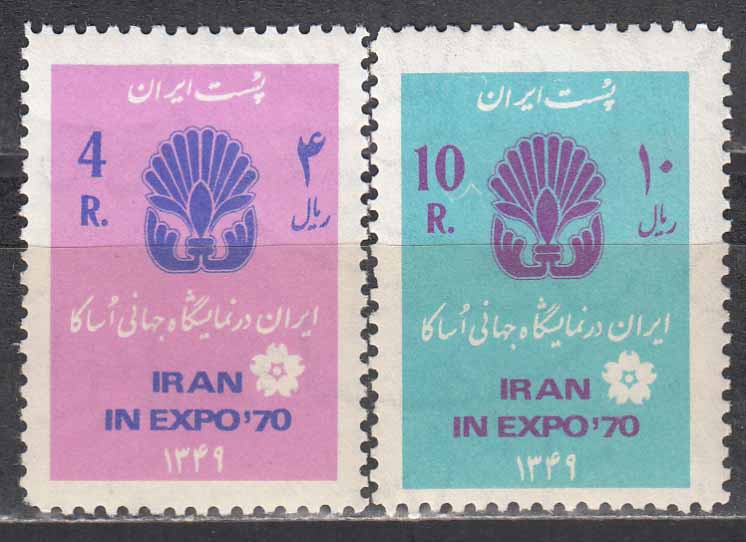 پست ایران
4 ۴
R. ریال
ایران در نمایشگاه جهانی اُساکا
IRAN
IN EXPO'70
۱۳۴۹
پست ایران
10 ۱۰
R. ریال
ایران در نمایشگاه جهانی اُساکا
IRAN
IN EXPO'70
۱۳۴۹